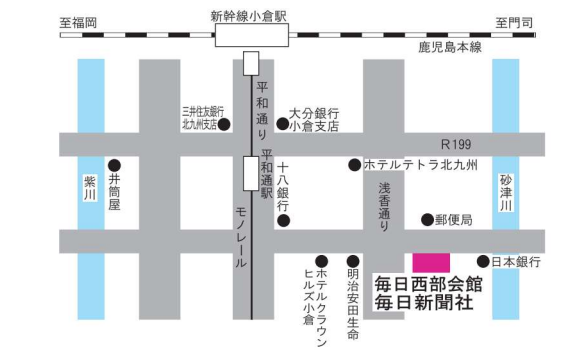 新幹線小倉駅
至福岡
至門司
鹿児島本線
三井住友銀行
北九州支店
平和通り
大分銀行
小倉支店
R199
平和通駅
十八銀行
ホテルテトラ北九州
紫川
井筒屋
浅香通り
砂津川
モノレール
郵便局
日本銀行
ホテルクラウン
ヒルズ小倉
明治安田生命
毎日西部会館
毎日新聞社